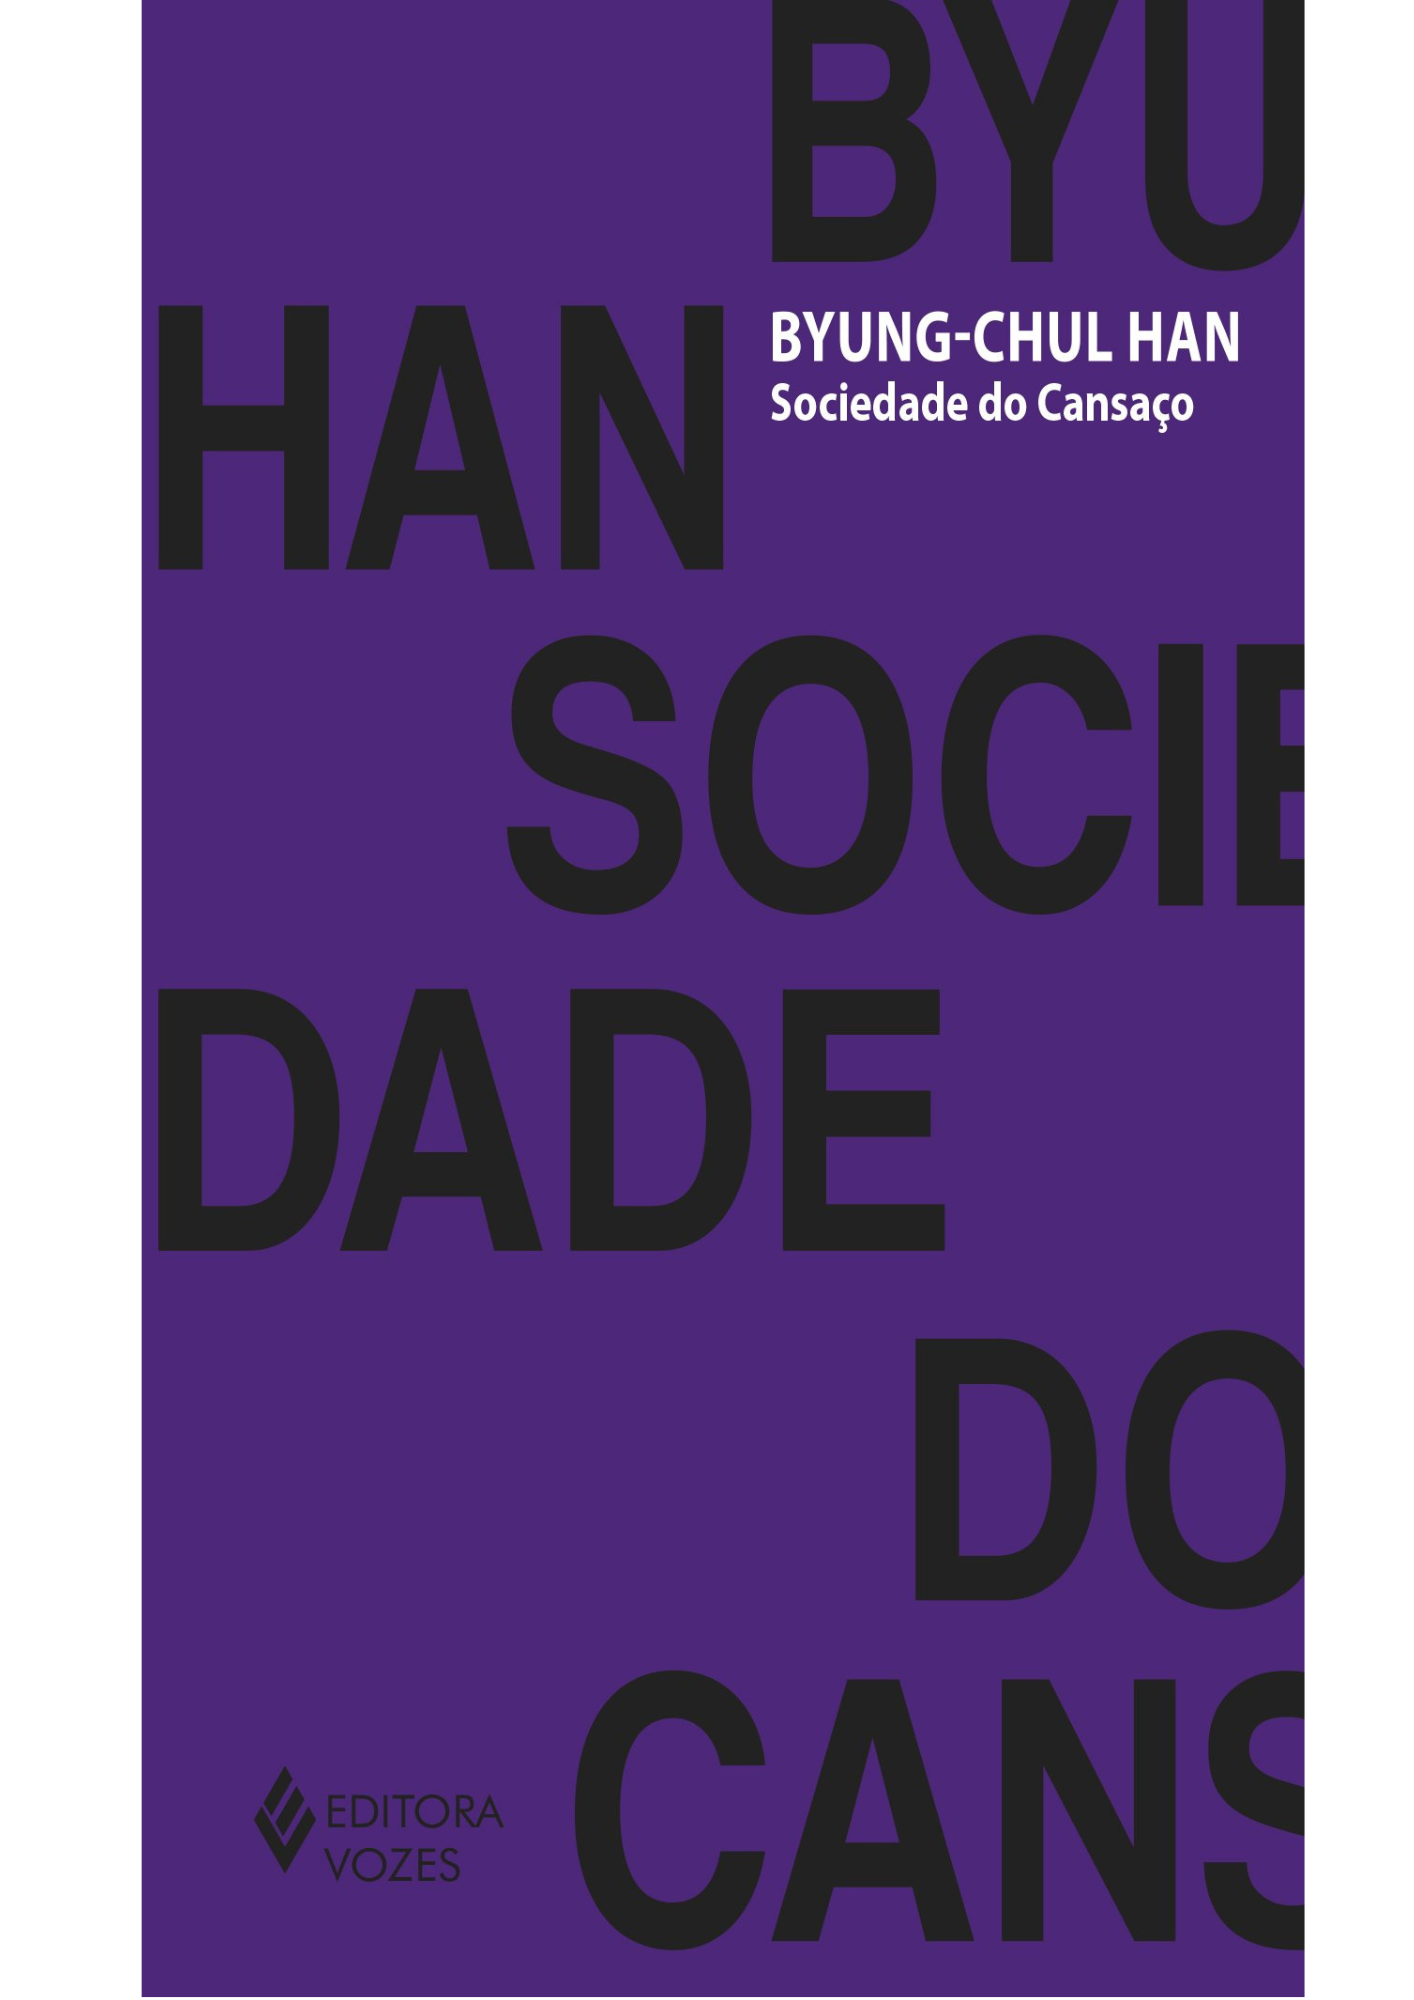 BYU
HAN
BYUNG-CHUL HAN
Sociedade do Cansaço
SOCIE
DADE
DO
CANS
EDITORA
VOZES